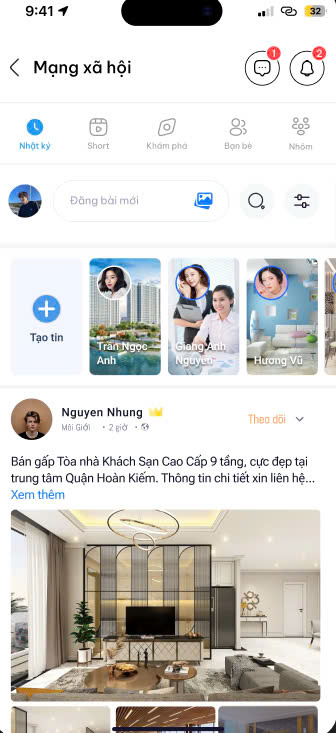 9:41
32
Mạng xã hội
1
2
Nhật ký
Short
Khám phá
Bạn bè
Nhóm
Đăng bài mới
Tạo tin
Trần Ngọc
Anh
Giang Anh
Nguyen
Hương Vũ
Nguyen Nhung
Theo dõi
Môi Giới • 2 giờ •
Bán gấp Tòa nhà Khách Sạn Cao Cấp 9 tầng, cực đẹp tại
trung tâm Quận Hoàn Kiếm. Thông tin chi tiết xin liên hệ...
Xem thêm